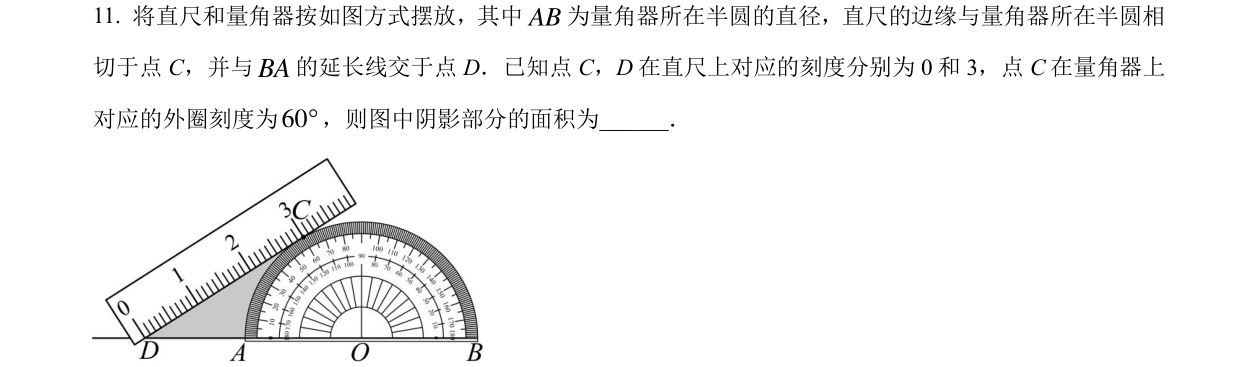 11. 将直尺和量角器按如图方式摆放，其中 AB 为量角器所在半圆的直径，直尺的边缘与量角器所在半圆相
切于点 C，并与 BA 的延长线交于点 D．已知点 C，D 在直尺上对应的刻度分别为 0 和 3，点 C 在量角器上
对应的外圈刻度为60°，则图中阴影部分的面积为______．
0 1 2 3 C
D A O B